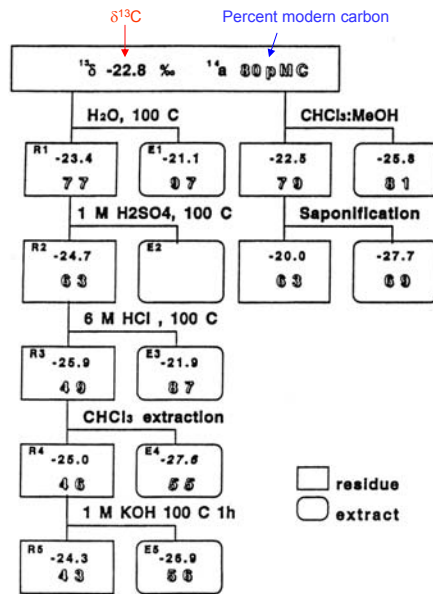 δ¹³C Percent modern carbon
¹³δ -22.8 ‰ ¹⁴a 80pMC
H₂O, 100 C CHCl₃:MeOH
R1 -23.4 E1 -21.1 -22.5 -25.8
77 97 79 81
1 M H2SO4, 100 C Saponification
R2 -24.7 E2 -20.0 -27.7
63 63 69
6 M HCl , 100 C
R3 -25.9 E3 -21.9
49 87
CHCl₃ extraction
R4 -25.0 E4 -27.6
46 55
residue
1 M KOH 100 C 1h extract
R5 -24.3 E5 -26.9
43 56